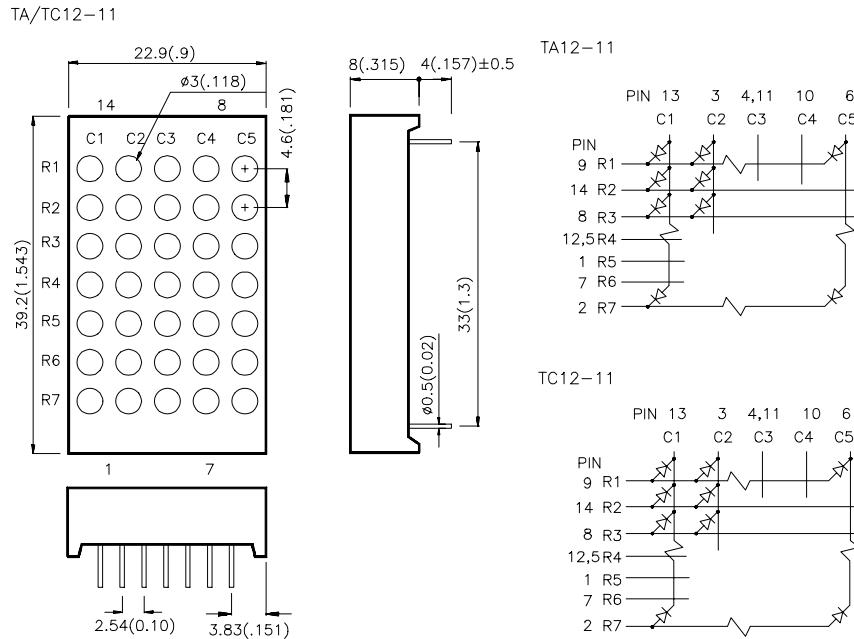 TA/TC12-11
22.9(.9)
ø3(.118)
14 8
C1 C2 C3 C4 C5
4.6(.181)
R1
R2
R3
R4
R5
R6
R7
39.2(1.543)
1 7
2.54(0.10)
3.83(.151)
8(.315) 4(.157)±0.5
33(1.3)
ø0.5(0.02)
TA12-11
PIN 13 3 4,11 10 6
C1 C2 C3 C4 C5
PIN
9 R1
14 R2
8 R3
12,5 R4
1 R5
7 R6
2 R7
TC12-11
PIN 13 3 4,11 10 6
C1 C2 C3 C4 C5
PIN
9 R1
14 R2
8 R3
12,5 R4
1 R5
7 R6
2 R7